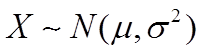 X ~ N(μ, σ²)